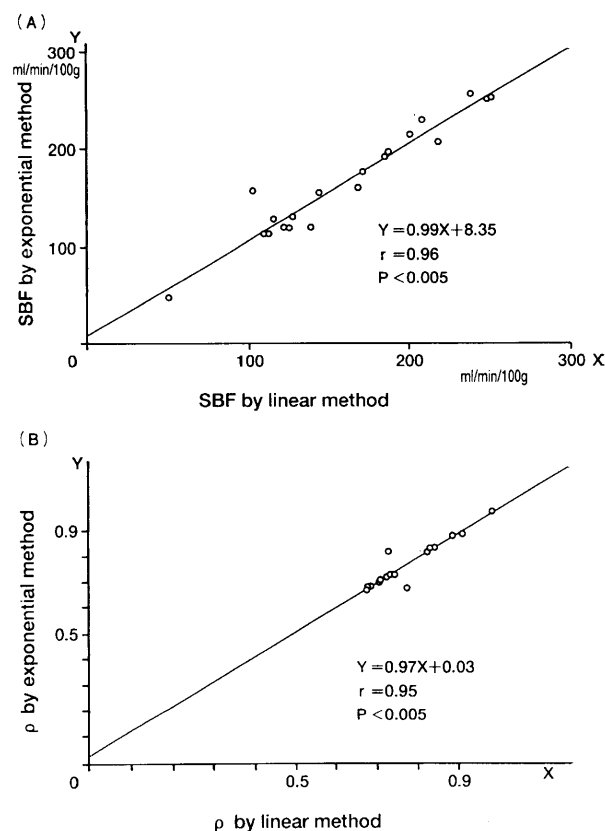 (A)
Y
300
ml/min/100g
200
100
0
100
200
300 X
ml/min/100g
SBF by exponential method
Y=0.99X+8.35
r=0.96
P<0.005
SBF by linear method
(B)
Y
0.9
0.5
0
0.5
0.9
X
ρ by exponential method
Y=0.97X+0.03
r=0.95
P<0.005
ρ by linear method